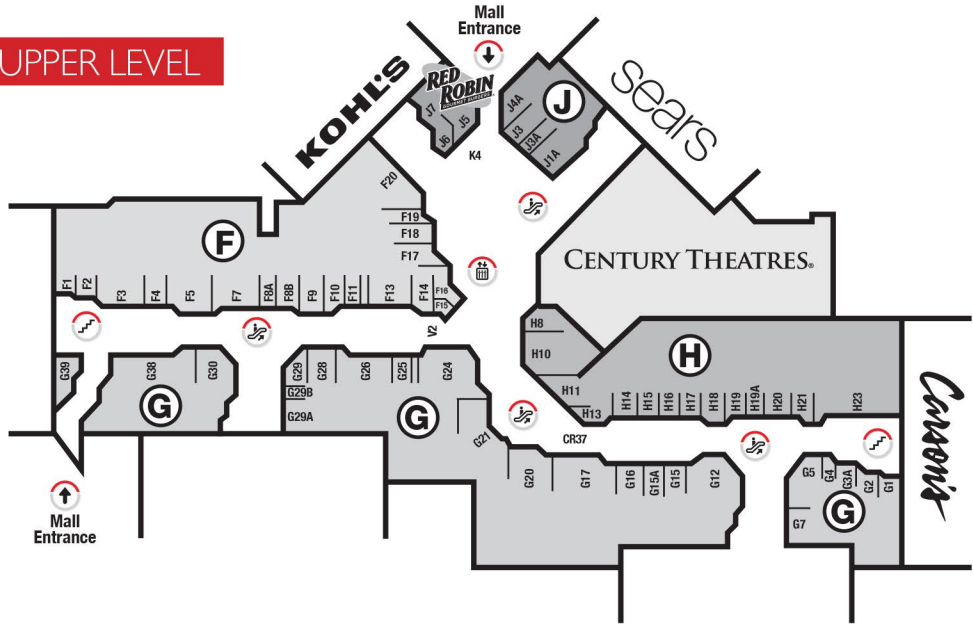 UPPER LEVEL
Mall
Entrance
KOHL'S
RED
ROBIN
GOURMET BURGERS
J7
J6
J5
K4
J4A
J3
J3A
J1A
J
sears
CENTURY THEATRES®
F20
F19
F18
F17
F16
F15
F
F1
F2
F3
F4
F5
F7
F8A
F8B
F9
F10
F11
F13
F14
V2
H8
H10
H11
H13
H
H14
H15
H16
H17
H18
H19
H19A
H20
H21
H23
Carson's
G39
G38
G30
G
G29
G29B
G29A
G28
G26
G25
G24
G
G21
CR37
G20
G17
G16
G15A
G15
G12
G5
G4
G3A
G2
G1
G7
G
Mall
Entrance